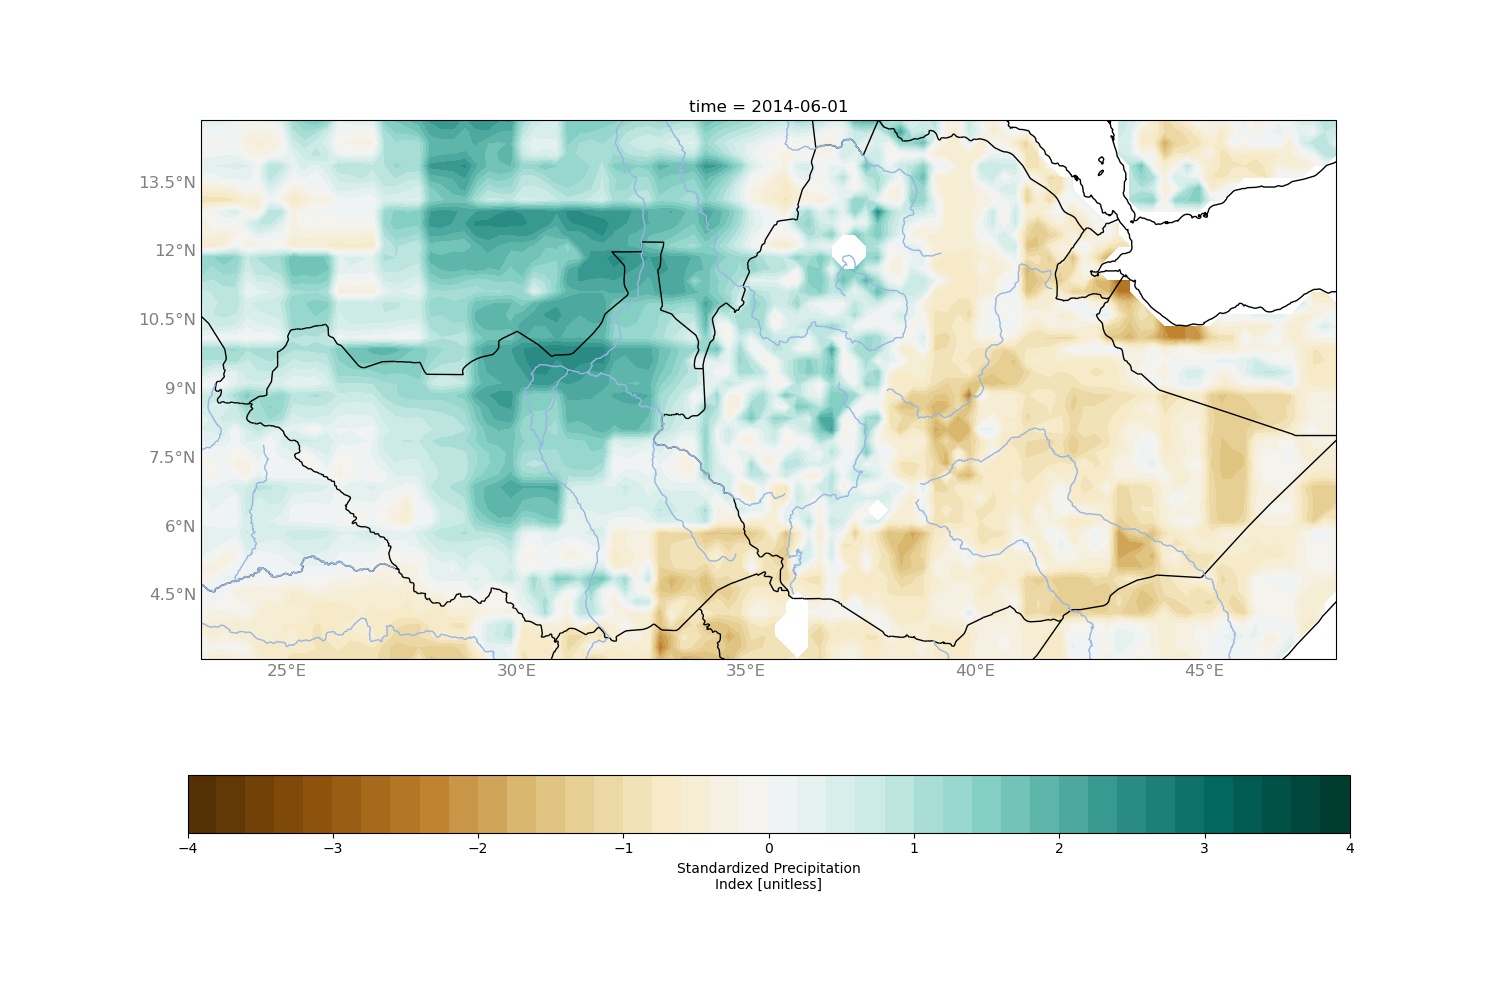 time = 2014-06-01
13.5°N
12°N
10.5°N
9°N
7.5°N
6°N
4.5°N
25°E 30°E 35°E 40°E 45°E
−4 −3 −2 −1 0 1 2 3 4
Standardized Precipitation
Index [unitless]